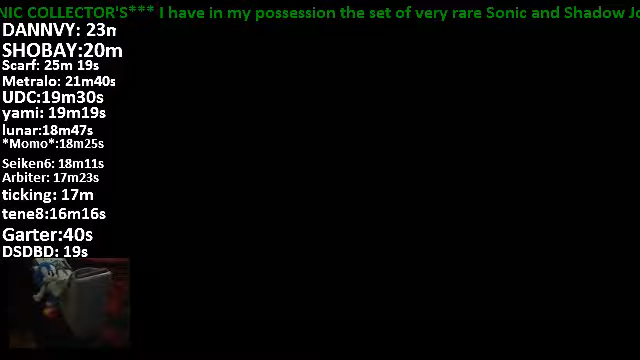 NIC COLLECTOR'S*** I have in my possession the set of very rare Sonic and Shadow Jo
DANNVY: 23m
SHOBAY:20m
Scarf: 25m 19s
Metralo: 21m40s
UDC:19m30s
yami: 19m19s
lunar:18m47s
*Momo*:18m25s
Seiken6: 18m11s
Arbiter: 17m23s
ticking: 17m
tene8:16m16s
Garter:40s
DSDBD: 19s